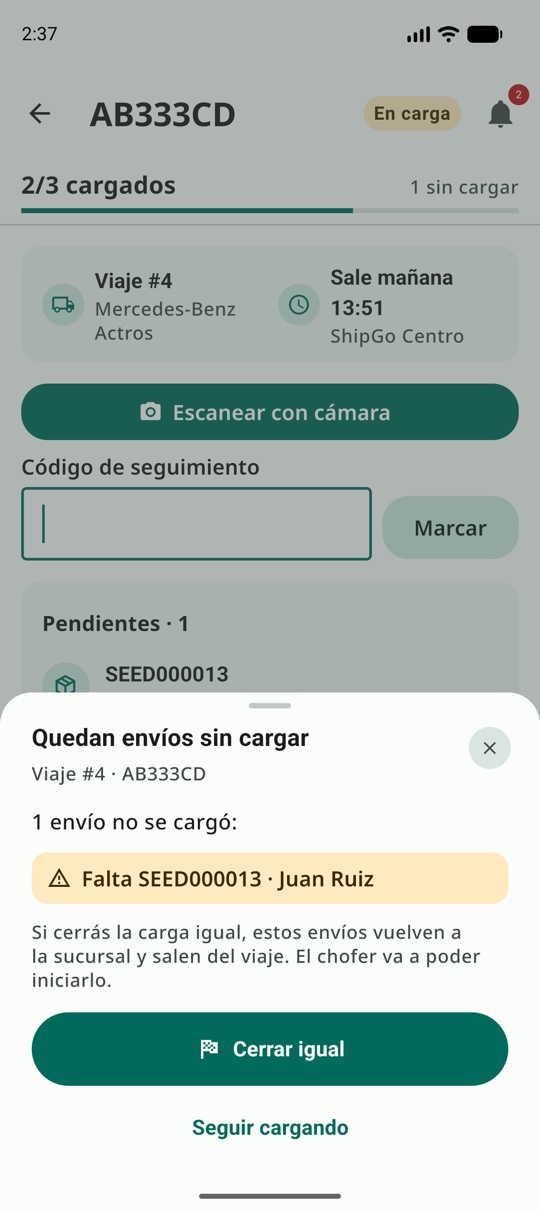 2:37
AB333CD
En carga
2
2/3 cargados
1 sin cargar
Viaje #4
Mercedes-Benz
Actros
Sale mañana
13:51
ShipGo Centro
Escanear con cámara
Código de seguimiento
Marcar
Pendientes · 1
SEED000013
Quedan envíos sin cargar
Viaje #4 · AB333CD
1 envío no se cargó:
Falta SEED000013 · Juan Ruiz
Si cerrás la carga igual, estos envíos vuelven a
la sucursal y salen del viaje. El chofer va a poder
iniciarlo.
Cerrar igual
Seguir cargando